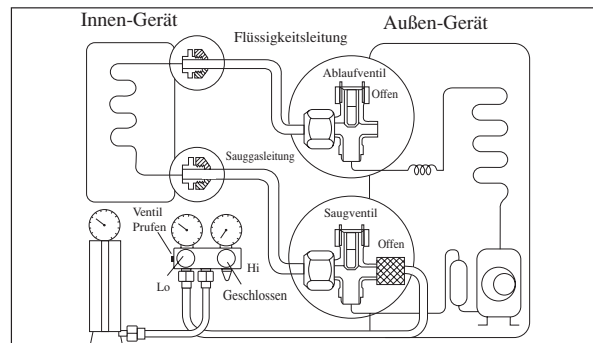 Innen-Gerät
Außen-Gerät
Flüssigkeitsleitung
Ablaufventil
Offen
Sauggasleitung
Saugventil
Offen
Ventil
Prufen
Lo
Hi
Geschlossen